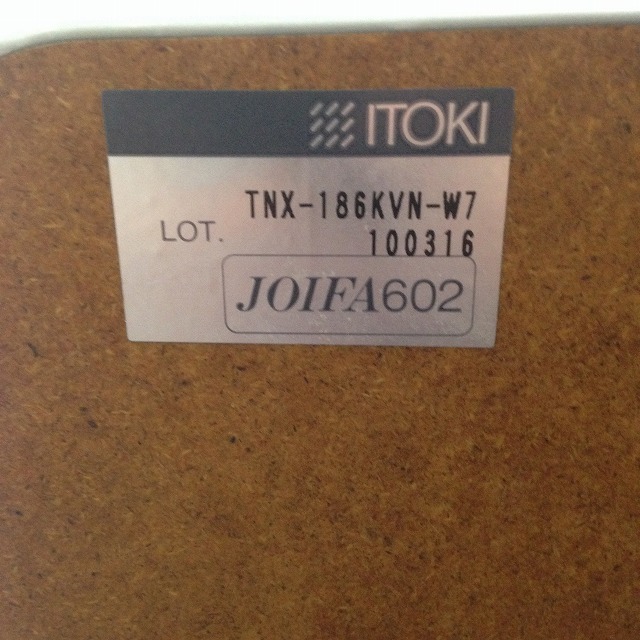 ITOKI
TNX-186KVN-W7
LOT. 100316
JOIFA602